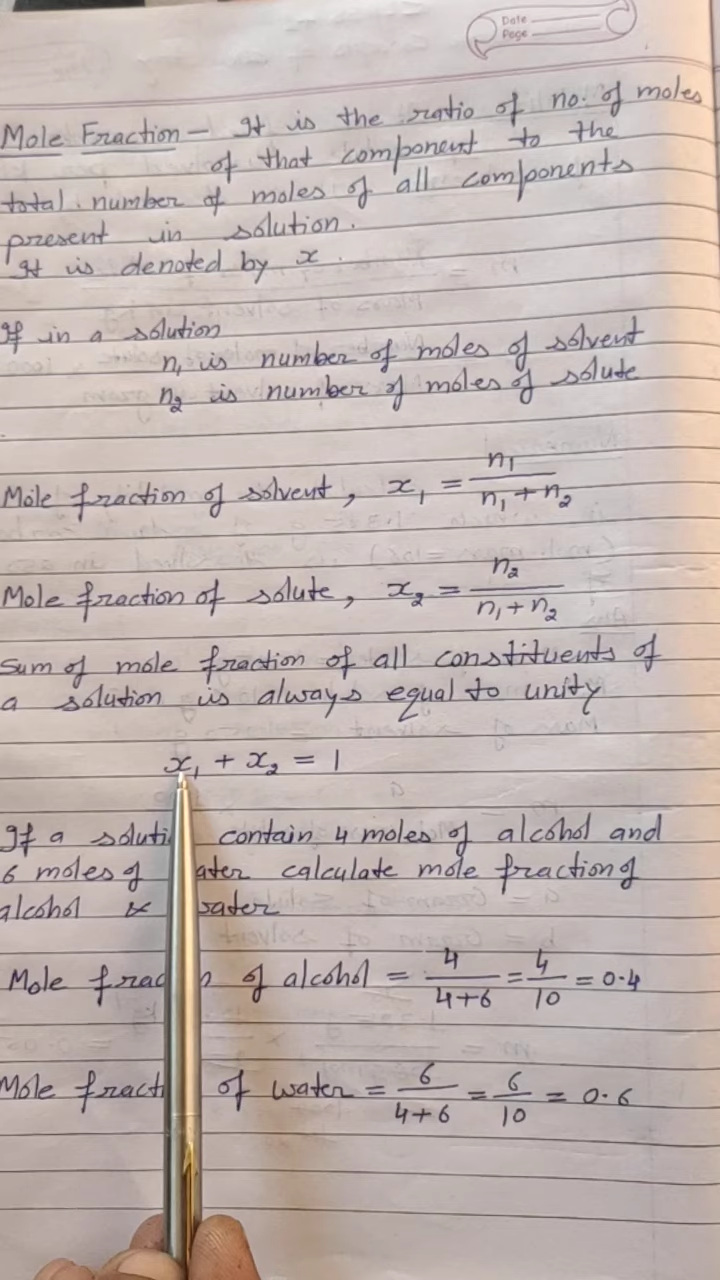 Date
Page
Mole Fraction - It is the ratio of no. of moles
of that component to the
total number of moles of all components
present in solution.
It is denoted by x.
If in a solution
n₁ is number of moles of solvent
n₂ is number of moles of solute
Mole fraction of solvent, x₁ = n₁ / (n₁ + n₂)
Mole fraction of solute, x₂ = n₂ / (n₁ + n₂)
Sum of mole fraction of all constituents of
a solution is always equal to unity
x₁ + x₂ = 1
If a soluti contain 4 moles of alcohol and
6 moles of ater calculate mole fraction of
alcohol & water
Mole frac n of alcohol = 4 / (4+6) = 4/10 = 0.4
Mole fract of water = 6 / (4+6) = 6/10 = 0.6